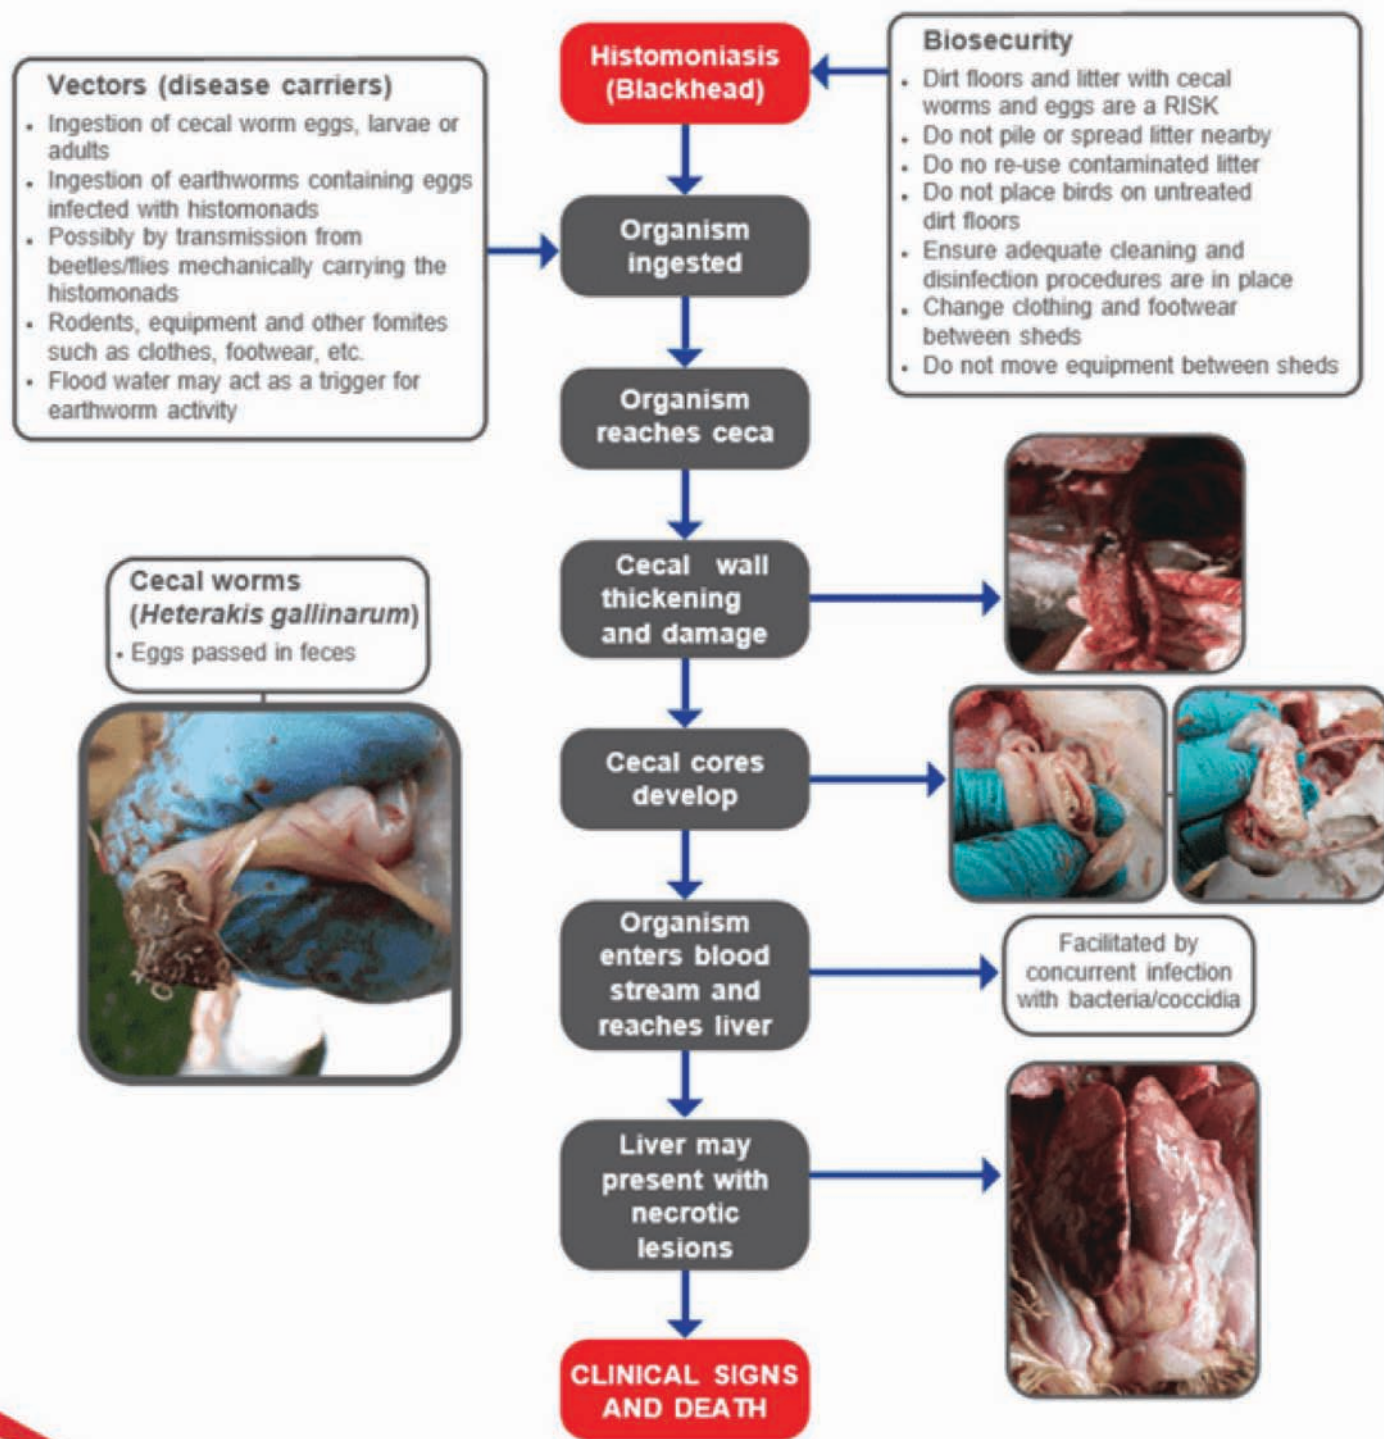 Histomoniasis
(Blackhead)
Vectors (disease carriers)
• Ingestion of cecal worm eggs, larvae or
adults
• Ingestion of earthworms containing eggs
infected with histomonads
• Possibly by transmission from
beetles/flies mechanically carrying the
histomonads
• Rodents, equipment and other fomites
such as clothes, footwear, etc.
• Flood water may act as a trigger for
earthworm activity
Biosecurity
• Dirt floors and litter with cecal
worms and eggs are a RISK
• Do not pile or spread litter nearby
• Do no re-use contaminated litter
• Do not place birds on untreated
dirt floors
• Ensure adequate cleaning and
disinfection procedures are in place
• Change clothing and footwear
between sheds
• Do not move equipment between sheds
Organism
ingested
Organism
reaches ceca
Cecal wall
thickening
and damage
Cecal worms
(Heterakis gallinarum)
• Eggs passed in feces
Cecal cores
develop
Organism
enters blood
stream and
reaches liver
Facilitated by
concurrent infection
with bacteria/coccidia
Liver may
present with
necrotic
lesions
CLINICAL SIGNS
AND DEATH